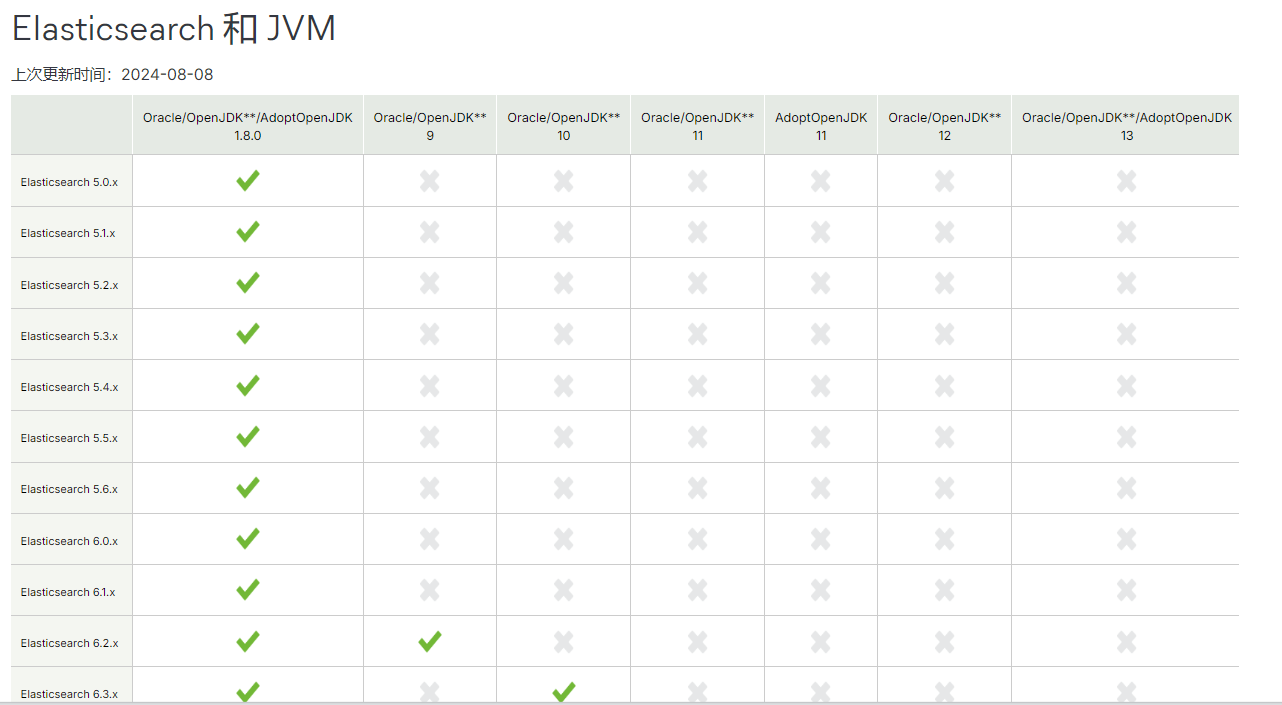 Elasticsearch 和 JVM
上次更新时间：2024-08-08
Oracle/OpenJDK**/AdoptOpenJDK
1.8.0
Oracle/OpenJDK**
9
Oracle/OpenJDK**
10
Oracle/OpenJDK**
11
AdoptOpenJDK
11
Oracle/OpenJDK**
12
Oracle/OpenJDK**/AdoptOpenJDK
13
Elasticsearch 5.0.x
Elasticsearch 5.1.x
Elasticsearch 5.2.x
Elasticsearch 5.3.x
Elasticsearch 5.4.x
Elasticsearch 5.5.x
Elasticsearch 5.6.x
Elasticsearch 6.0.x
Elasticsearch 6.1.x
Elasticsearch 6.2.x
Elasticsearch 6.3.x